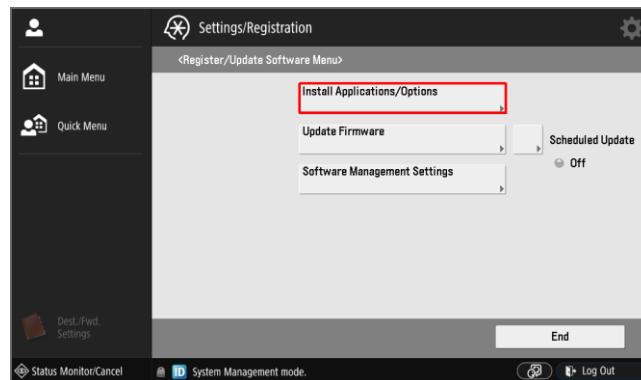 Settings/Registration
<Register/Update Software Menu>
Main Menu
Quick Menu
Install Applications/Options
Update Firmware
Scheduled Update
Off
Software Management Settings
Dest./Fwd.
Settings
End
Status Monitor/Cancel
ID System Management mode.
Log Out